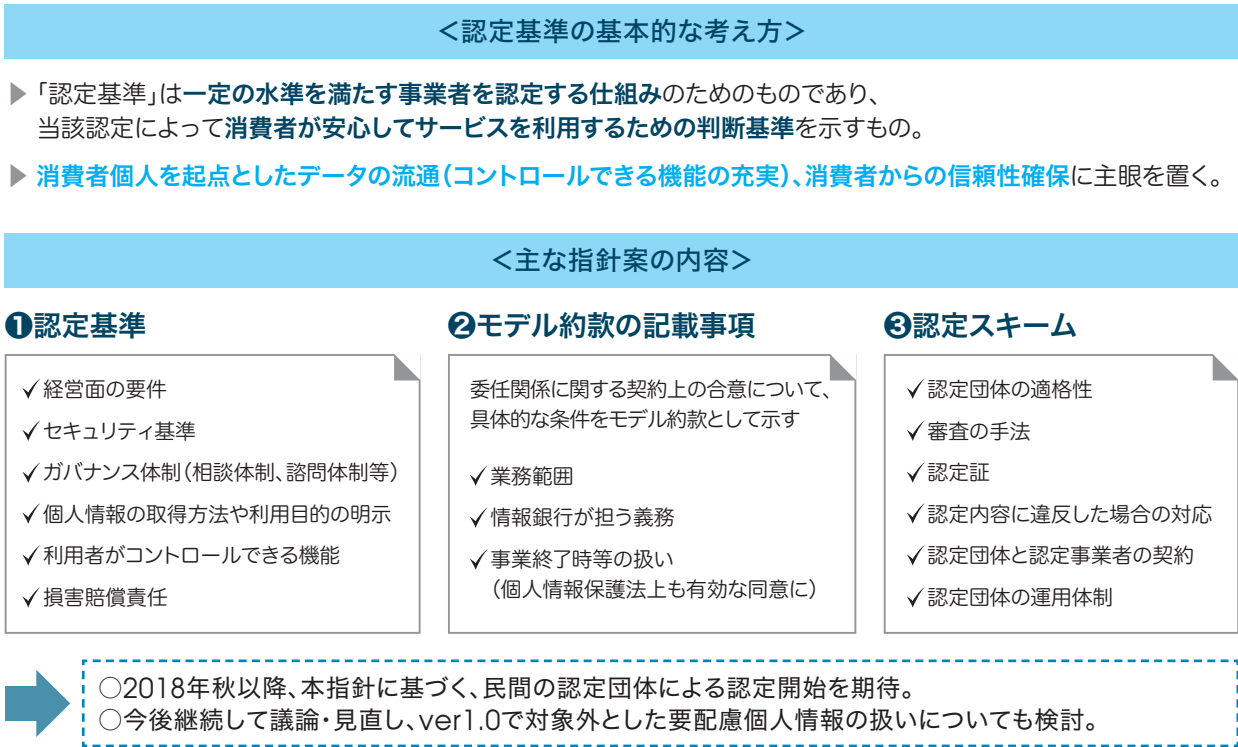 ＜認定基準の基本的な考え方＞
▶「認定基準」は一定の水準を満たす事業者を認定する仕組みのためのものであり、
当該認定によって消費者が安心してサービスを利用するための判断基準を示すもの。
▶ 消費者個人を起点としたデータの流通（コントロールできる機能の充実）、消費者からの信頼性確保に主眼を置く。
＜主な指針案の内容＞
❶認定基準
✓経営面の要件
✓セキュリティ基準
✓ガバナンス体制（相談体制、諮問体制等）
✓個人情報の取得方法や利用目的の明示
✓利用者がコントロールできる機能
✓損害賠償責任
❷モデル約款の記載事項
委任関係に関する契約上の合意について、
具体的な条件をモデル約款として示す
✓業務範囲
✓情報銀行が担う義務
✓事業終了時等の扱い
（個人情報保護法上も有効な同意に）
❸認定スキーム
✓認定団体の適格性
✓審査の手法
✓認定証
✓認定内容に違反した場合の対応
✓認定団体と認定事業者の契約
✓認定団体の運用体制
○2018年秋以降、本指針に基づく、民間の認定団体による認定開始を期待。
○今後継続して議論・見直し、ver1.0で対象外とした要配慮個人情報の扱いについても検討。